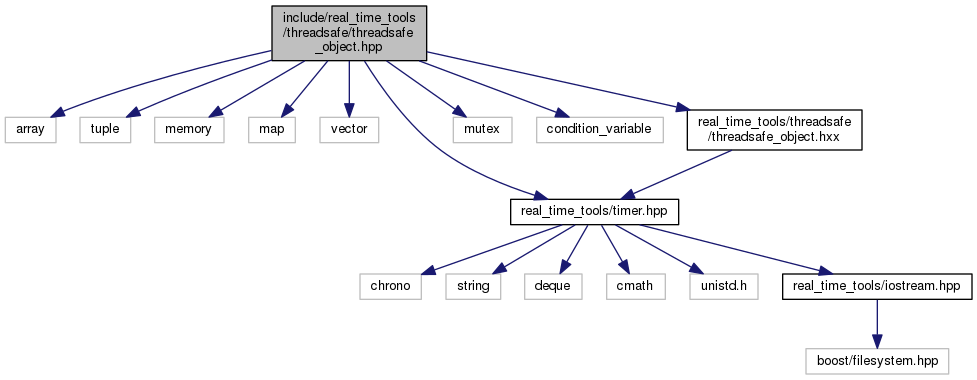 include/real_time_tools
/threadsafe/threadsafe
_object.hpp
array
tuple
memory
map
vector
mutex
condition_variable
real_time_tools/threadsafe
/threadsafe_object.hxx
real_time_tools/timer.hpp
chrono
string
deque
cmath
unistd.h
real_time_tools/iostream.hpp
boost/filesystem.hpp